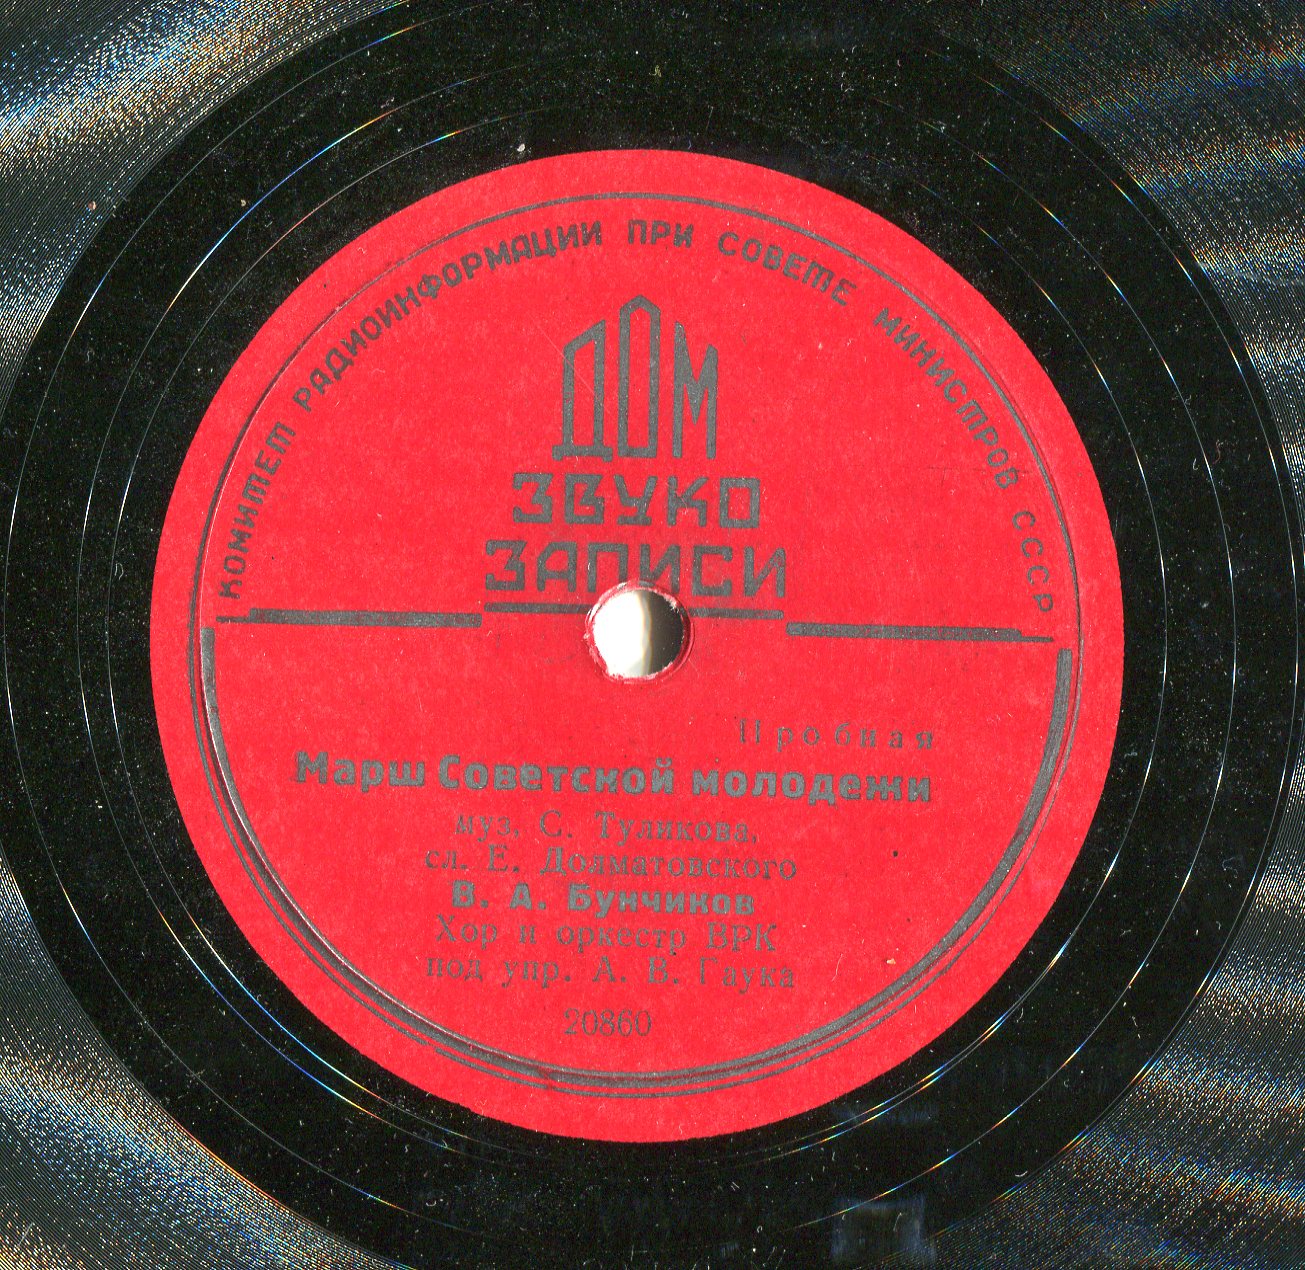 КОМИТЕТ РАДИОИНФОРМАЦИИ ПРИ СОВЕТЕ МИНИСТРОВ СССР
ДОМ
ЗВУКО
ЗАПИСИ
Пробная
Марш Советской молодежи
муз. С. Туликова,
сл. Е. Долматовского
В. А. Бунчиков
Хор и оркестр ВРК
под упр. А. В. Гаука
20860